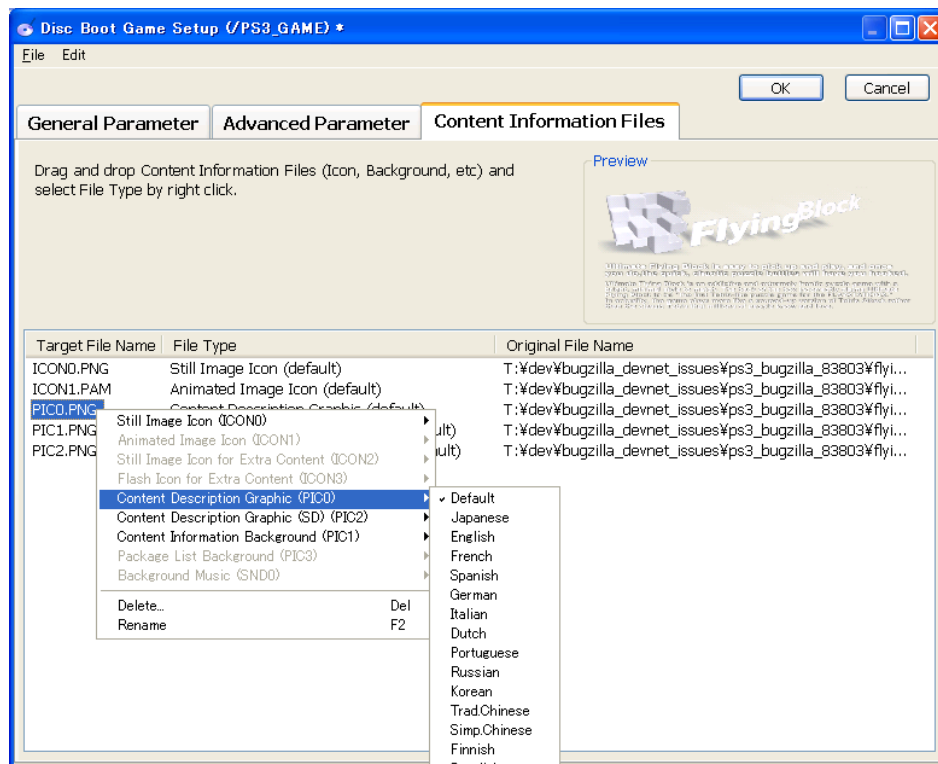 Disc Boot Game Setup (/PS3_GAME) *
File Edit
OK Cancel
General Parameter Advanced Parameter Content Information Files
Drag and drop Content Information Files (Icon, Background, etc) and
select File Type by right click.
Preview
FlyingBlock
Target File Name File Type Original File Name
ICON0.PNG Still Image Icon (default) T:¥dev¥bugzilla_devnet_issues¥ps3_bugzilla_83803¥flyi...
ICON1.PAM Animated Image Icon (default) T:¥dev¥bugzilla_devnet_issues¥ps3_bugzilla_83803¥flyi...
PIC0.PNG Content Description Graphic (default) T:¥dev¥bugzilla_devnet_issues¥ps3_bugzilla_83803¥flyi...
PIC1.PNG ult) T:¥dev¥bugzilla_devnet_issues¥ps3_bugzilla_83803¥flyi...
PIC2.PNG ult) T:¥dev¥bugzilla_devnet_issues¥ps3_bugzilla_83803¥flyi...
Still Image Icon (ICON0)
Animated Image Icon (ICON1)
Still Image Icon for Extra Content (ICON2)
Flash Icon for Extra Content (ICON3)
Content Description Graphic (PIC0)
Content Description Graphic (SD) (PIC2)
Content Information Background (PIC1)
Package List Background (PIC3)
Background Music (SND0)
Delete... Del
Rename F2
Default
Japanese
English
French
Spanish
German
Italian
Dutch
Portuguese
Russian
Korean
Trad.Chinese
Simp.Chinese
Finnish